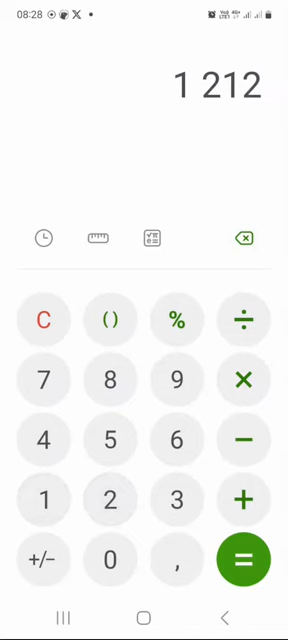 08:28
1 212
C ( ) % ÷
7 8 9 ×
4 5 6 −
1 2 3 +
+/− 0 , =